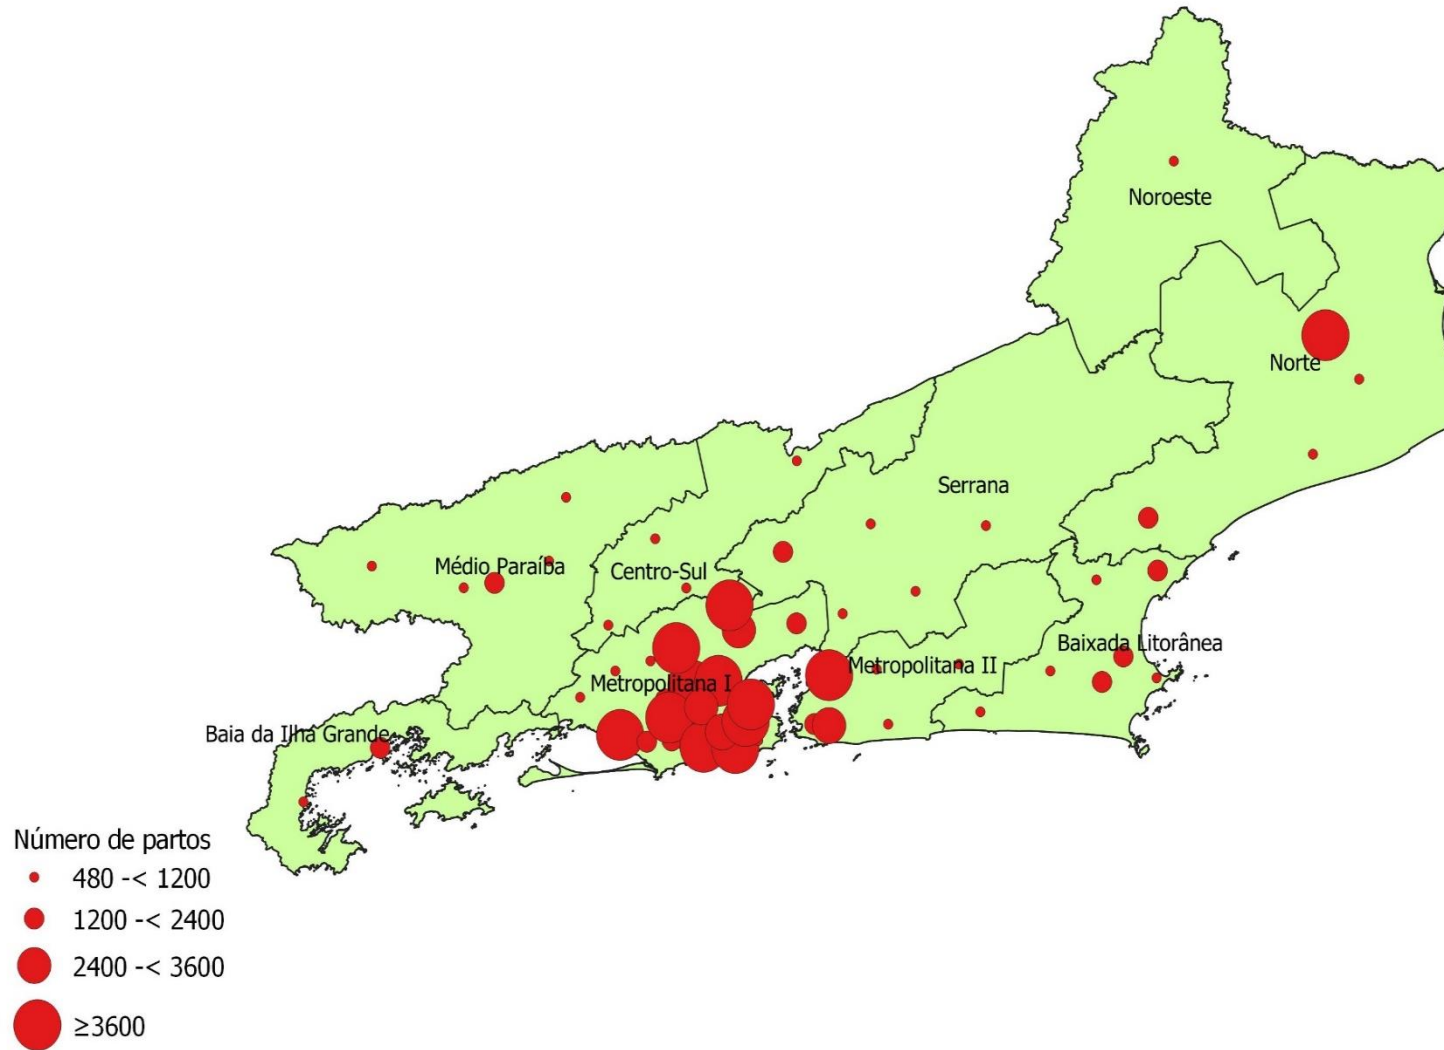 Noroeste
Norte
Serrana
Médio Paraíba
Centro-Sul
Baixada Litorânea
Metropolitana II
Metropolitana I
Baia da Ilha Grande
Número de partos
480 -< 1200
1200 -< 2400
2400 -< 3600
≥3600